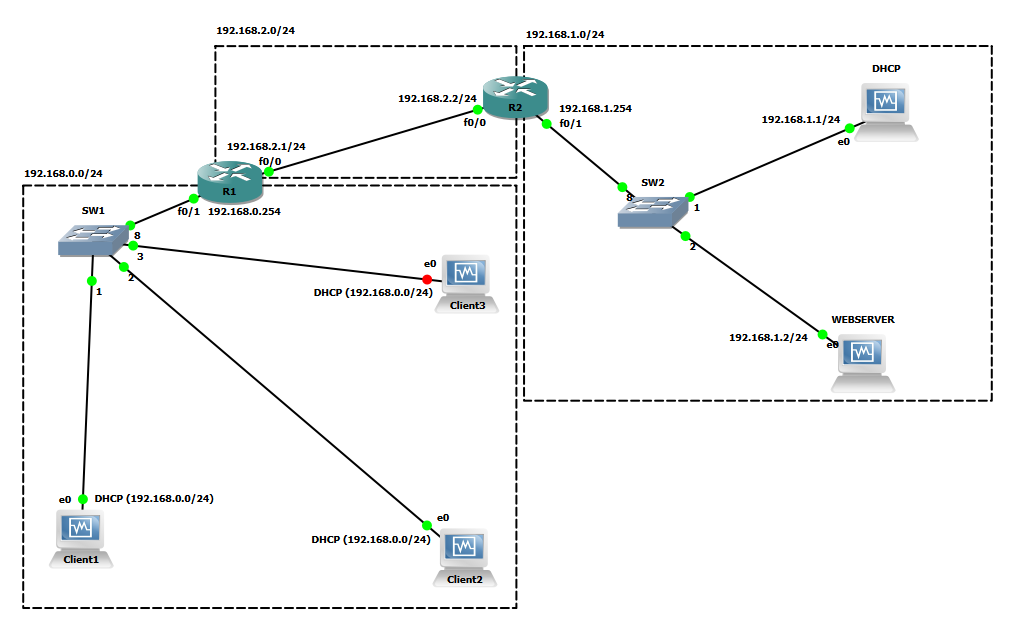 192.168.2.0/24
192.168.1.0/24
DHCP
192.168.2.2/24
R2
192.168.1.254
f0/0
f0/1
192.168.1.1/24
e0
192.168.2.1/24
f0/0
192.168.0.0/24
R1
SW2
8
1
SW1
f0/1
192.168.0.254
8
3
2
2
1
e0
DHCP (192.168.0.0/24)
Client3
WEBSERVER
192.168.1.2/24
e0
e0
DHCP (192.168.0.0/24)
Client1
e0
DHCP (192.168.0.0/24)
Client2